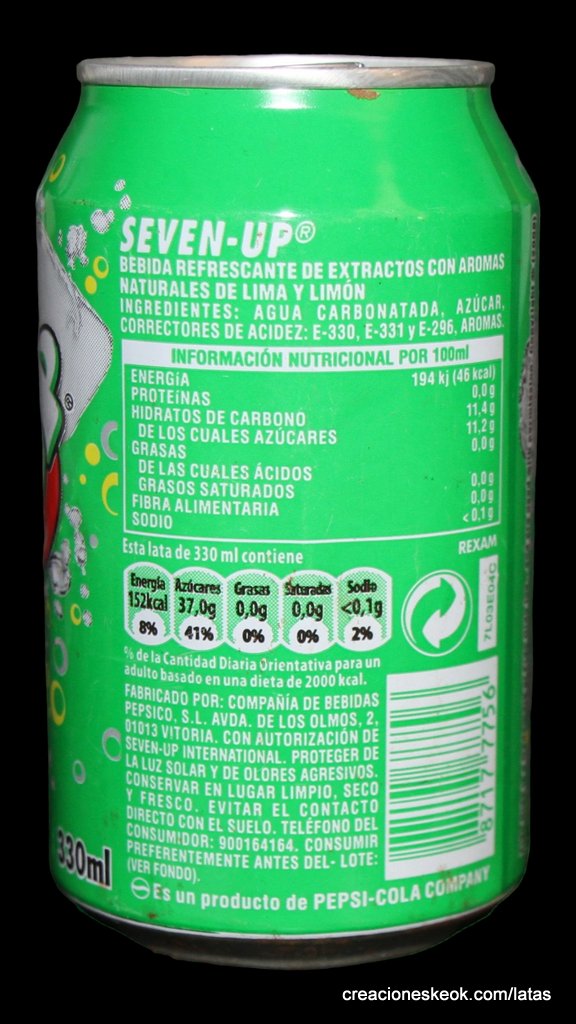 SEVEN-UP®
BEBIDA REFRESCANTE DE EXTRACTOS CON AROMAS
NATURALES DE LIMA Y LIMÓN
INGREDIENTES: AGUA CARBONATADA, AZÚCAR,
CORRECTORES DE ACIDEZ: E-330, E-331 y E-296, AROMAS.
INFORMACIÓN NUTRICIONAL POR 100ml
ENERGíA 194 kj (46 kcal)
PROTEíNAS 0,0g
HIDRATOS DE CARBONO 11,4g
DE LOS CUALES AZÚCARES 11,2g
GRASAS 0,0g
DE LAS CUALES ÁCIDOS
GRASOS SATURADOS 0,0g
FIBRA ALIMENTARIA 0,0g
SODIO <0,1g
Esta lata de 330 ml contiene
REXAM
Energía Azúcares Grasas Saturadas Sodio
152kcal 37,0g 0,0g 0,0g <0,1g
8% 41% 0% 0% 2%
7L03E04C
% de la Cantidad Diaria Orientativa para un
adulto basado en una dieta de 2000 kcal.
FABRICADO POR: COMPAÑÍA DE BEBIDAS
PEPSICO, S.L. AVDA. DE LOS OLMOS, 2,
01013 VITORIA. CON AUTORIZACIÓN DE
SEVEN-UP INTERNATIONAL. PROTEGER DE
LA LUZ SOLAR Y DE OLORES AGRESIVOS.
CONSERVAR EN LUGAR LIMPIO, SECO
Y FRESCO. EVITAR EL CONTACTO
DIRECTO CON EL SUELO. TELÉFONO DEL
CONSUMIDOR: 900164164. CONSUMIR
PREFERENTEMENTE ANTES DEL- LOTE:
(VER FONDO).
8717 7756
330ml
Es un producto de PEPSI-COLA COMPANY
®
creacioneskeok.com/latas